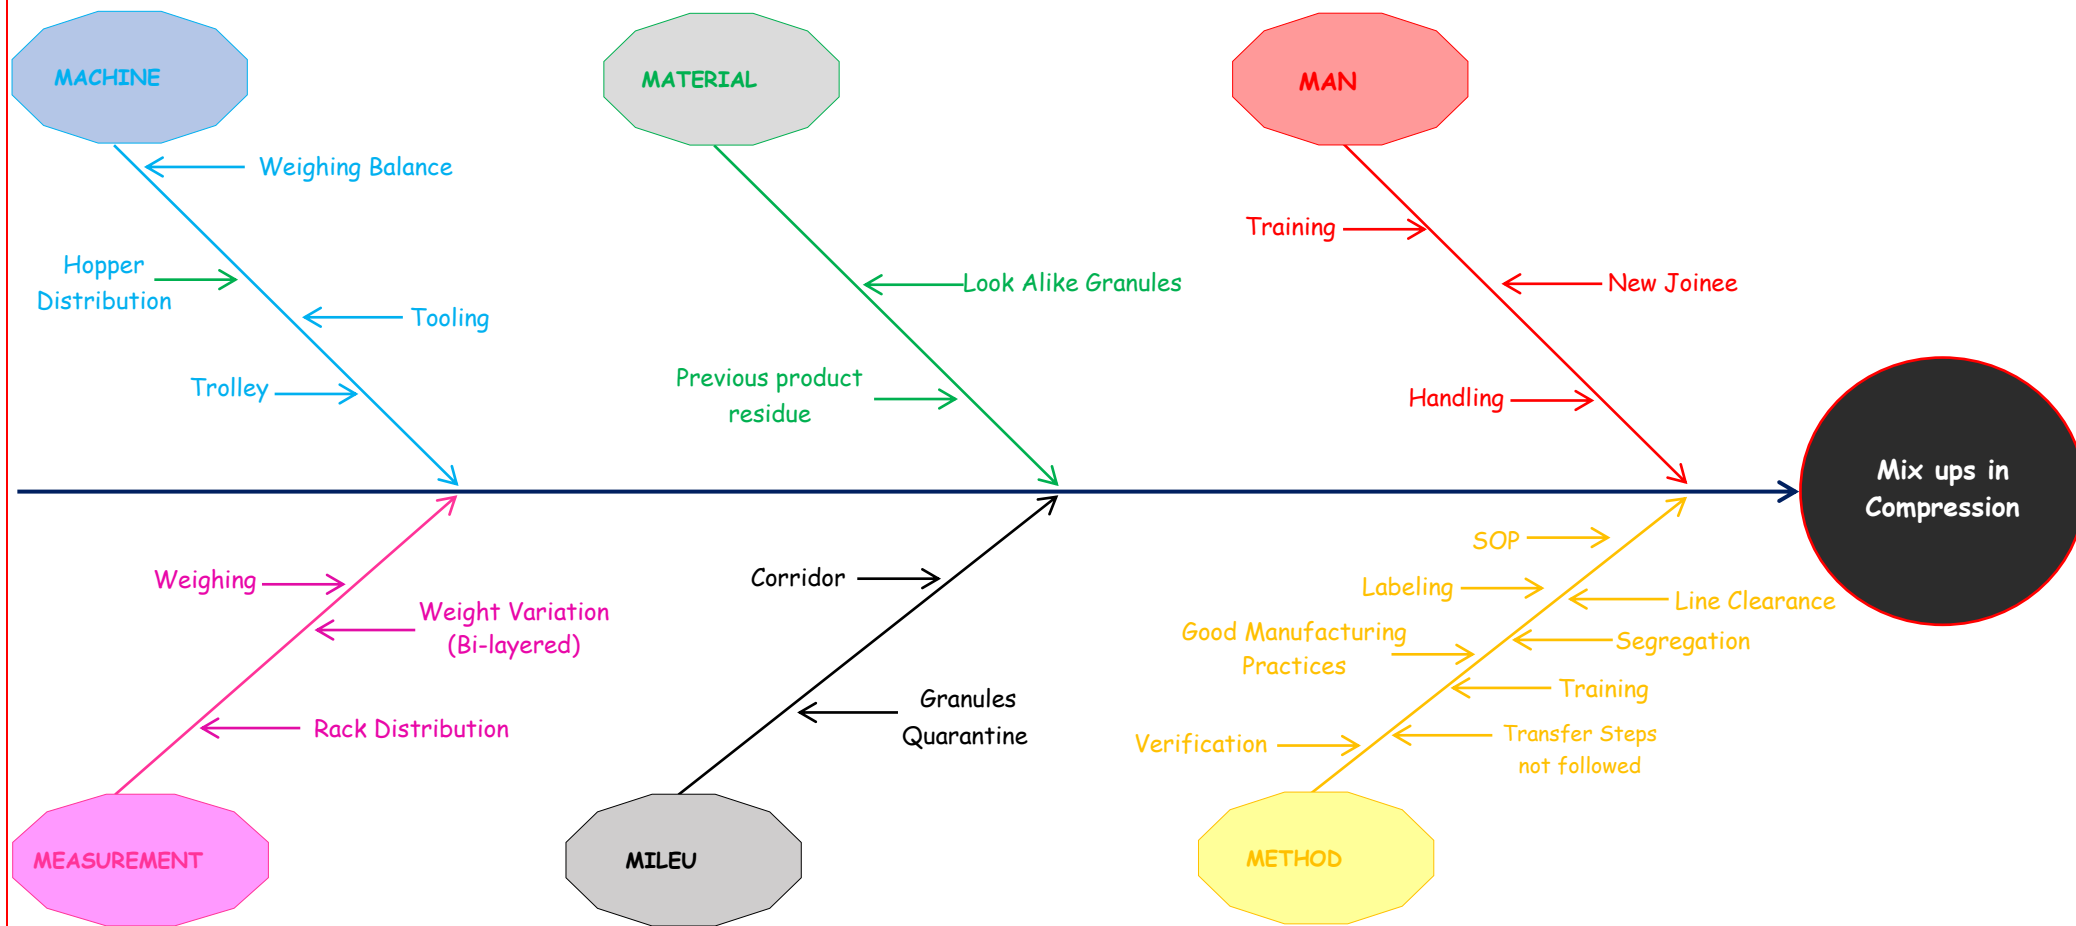 MACHINE
MATERIAL
MAN
Weighing Balance
Hopper
Distribution
Tooling
Trolley
Look Alike Granules
Previous product
residue
Training
New Joinee
Handling
Mix ups in
Compression
Weighing
Weight Variation
(Bi-layered)
Rack Distribution
Corridor
Granules
Quarantine
SOP
Labeling
Line Clearance
Good Manufacturing
Practices
Segregation
Training
Verification
Transfer Steps
not followed
MEASUREMENT
MILEU
METHOD